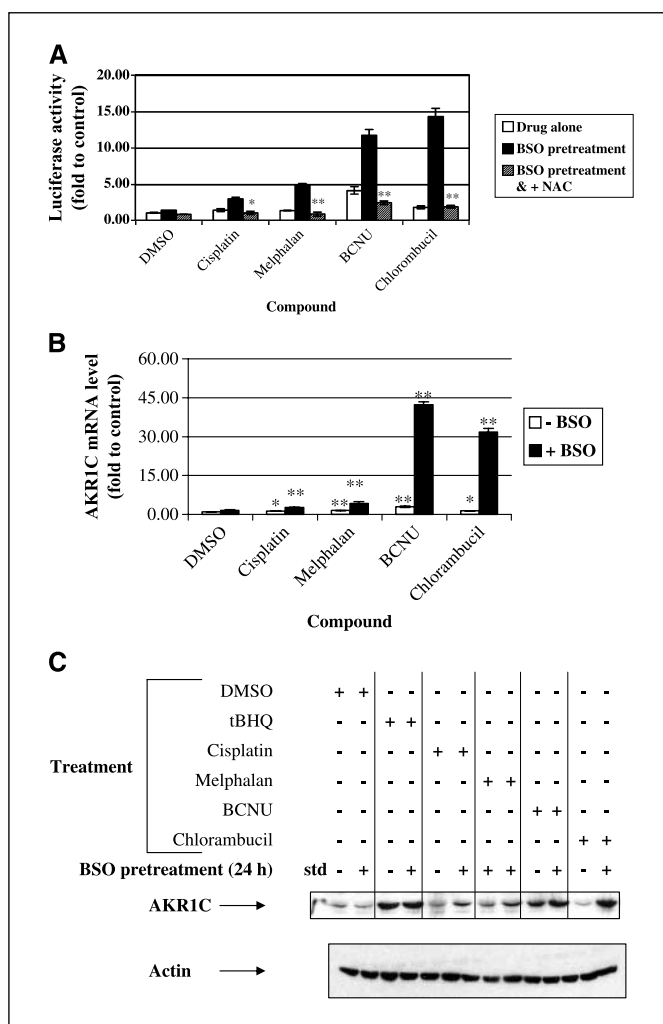 A
Luciferase activity
(fold to control)
20.00
15.00
10.00
5.00
0.00
*
**
**
**
DMSO
Cisplatin
Melphalan
BCNU
Chlorombucil
Compound
Drug alone
BSO pretreatment
BSO pretreatment
& + NAC
B
AKR1C mRNA level
(fold to control)
60.00
45.00
30.00
15.00
0.00
* ** ** ** ** ** * **
DMSO
Cisplatin
Melphalan
BCNU
Chlorambucil
Compound
- BSO
+ BSO
C
Treatment
DMSO + + - - - - - - - - - -
tBHQ - - + + - - - - - - - -
Cisplatin - - - - + + - - - - - -
Melphalan - - - - - - + + - - - -
BCNU - - - - - - - - + + - -
Chlorambucil - - - - - - - - - - + +
BSO pretreatment (24 h) std - + - + - + + + - + - +
AKR1C
Actin